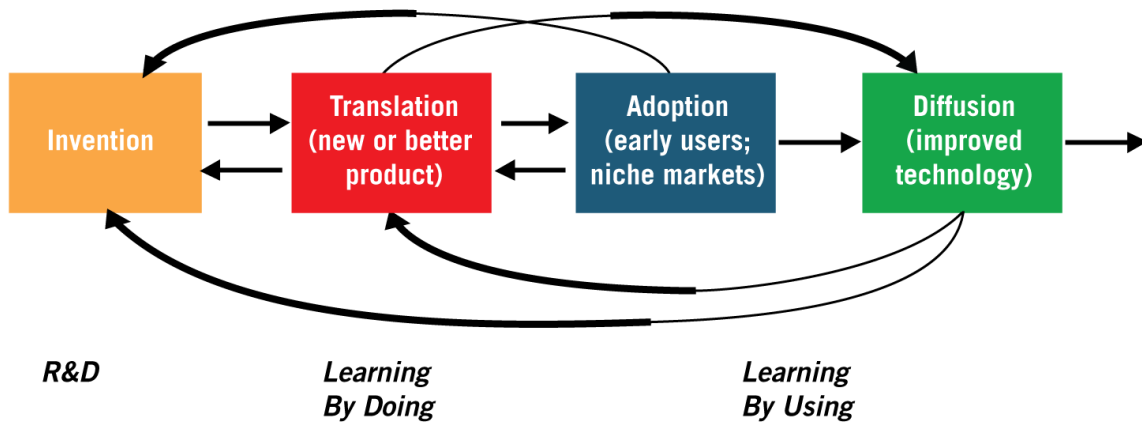 Invention
Translation
(new or better
product)
Adoption
(early users;
niche markets)
Diffusion
(improved
technology)
R&D
Learning
By Doing
Learning
By Using